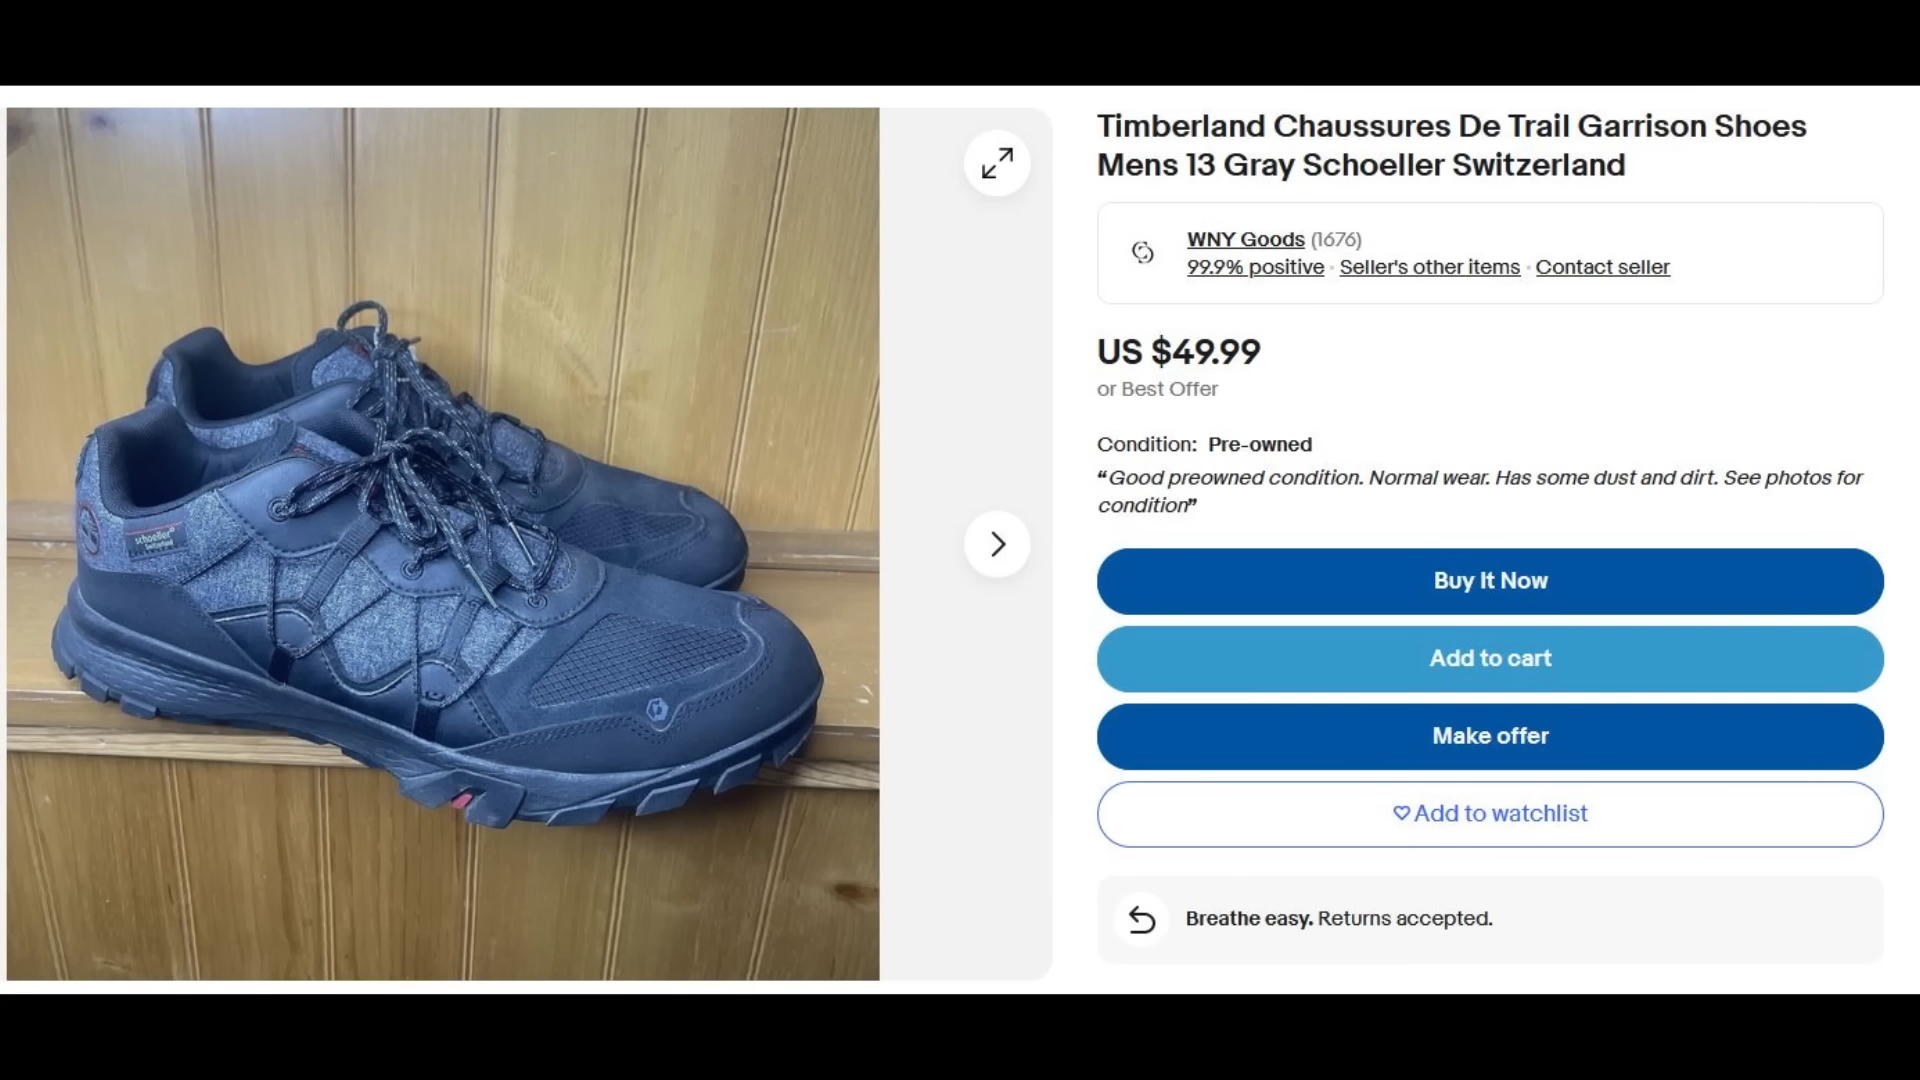 Timberland Chaussures De Trail Garrison Shoes
Mens 13 Gray Schoeller Switzerland
WNY Goods (1676)
99.9% positive · Seller's other items · Contact seller
US $49.99
or Best Offer
Condition: Pre-owned
“Good preowned condition. Normal wear. Has some dust and dirt. See photos for
condition”
Buy It Now
Add to cart
Make offer
Add to watchlist
Breathe easy. Returns accepted.
schoeller®
Switzerland